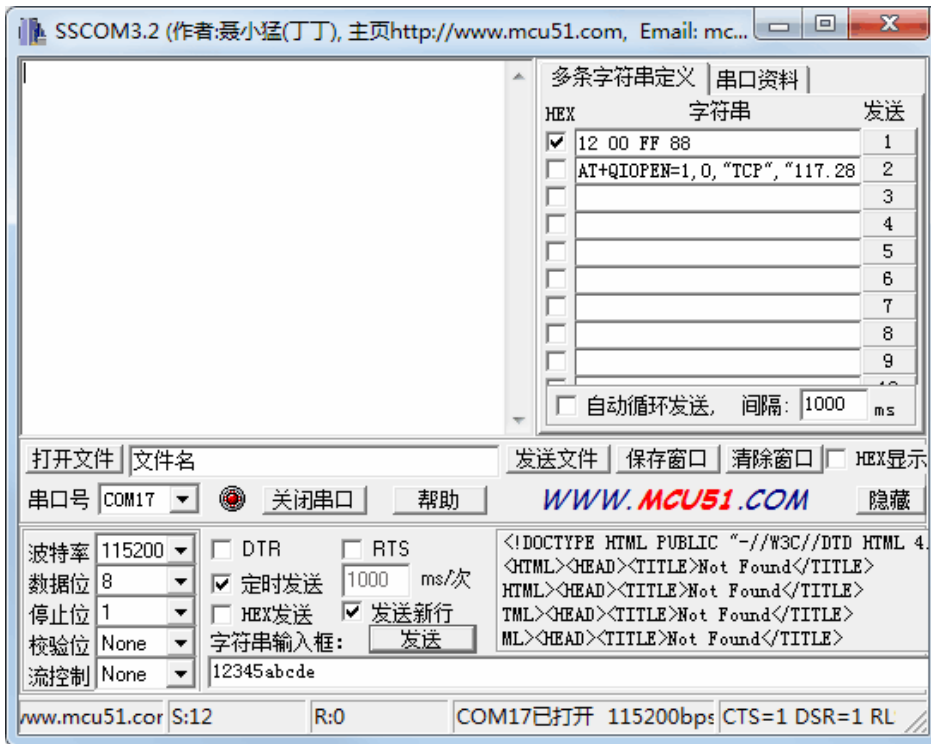 SSCOM3.2 (作者:聂小猛(丁丁), 主页http://www.mcu51.com, Email: mc...
多条字符串定义 串口资料
HEX 字符串 发送
12 00 FF 88 1
AT+QIOPEN=1,0,“TCP”,“117.28 2
3
4
5
6
7
8
9
自动循环发送, 间隔: 1000 ms
打开文件 文件名 发送文件 保存窗口 清除窗口 HEX显示
串口号 COM17 关闭串口 帮助 WWW.MCU51.COM 隐藏
波特率 115200 DTR RTS
数据位 8 定时发送 1000 ms/次
停止位 1 HEX发送 发送新行
校验位 None 字符串输入框: 发送
流控制 None 12345abcde
<!DOCTYPE HTML PUBLIC “-//W3C//DTD HTML 4.
<HTML><HEAD><TITLE>Not Found</TITLE>
HTML><HEAD><TITLE>Not Found</TITLE>
TML><HEAD><TITLE>Not Found</TITLE>
ML><HEAD><TITLE>Not Found</TITLE>
www.mcu51.cor S:12 R:0 COM17已打开 115200bps CTS=1 DSR=1 RL